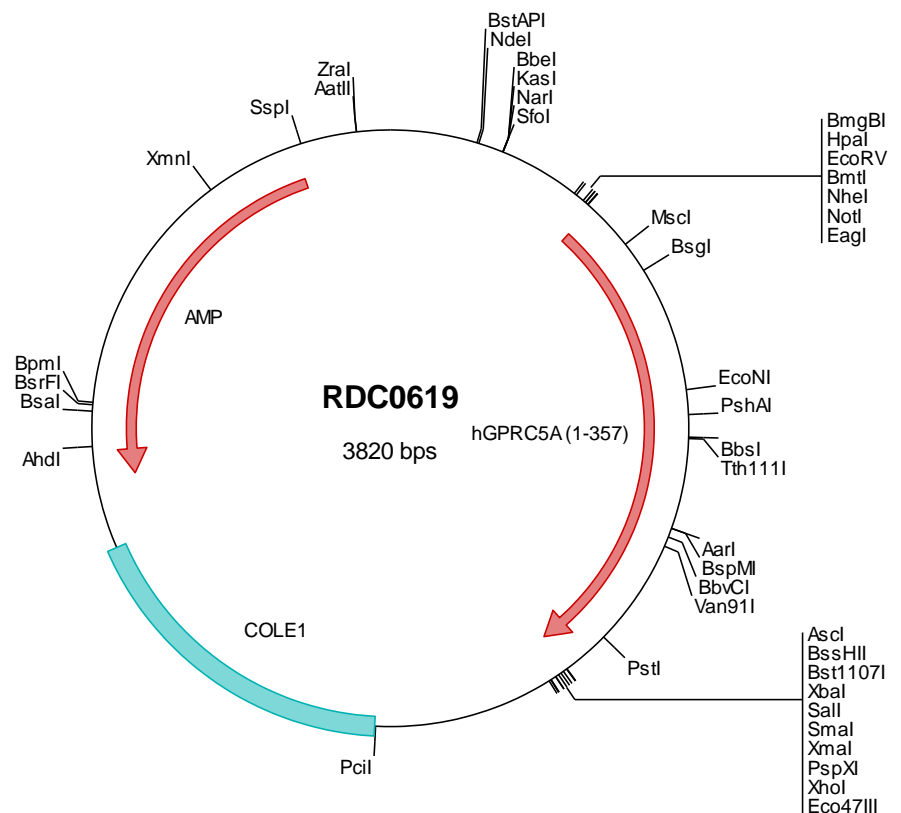 BstAPI
NdeI
BbeI
KasI
NarI
SfoI
ZraI
AatII
SspI
XmnI
BmgBI
HpaI
EcoRV
BmtI
NheI
NotI
EagI
MscI
BsgI
AMP
BpmI
BsrFI
BsaI
AhdI
RDC0619
3820 bps
hGPRC5A (1-357)
EcoNI
PshAI
BbsI
Tth111I
AarI
BspMI
BbvCI
Van91I
COLE1
PstI
PciI
AscI
BssHII
Bst1107I
XbaI
SalI
SmaI
XmaI
PspXI
XhoI
Eco47III